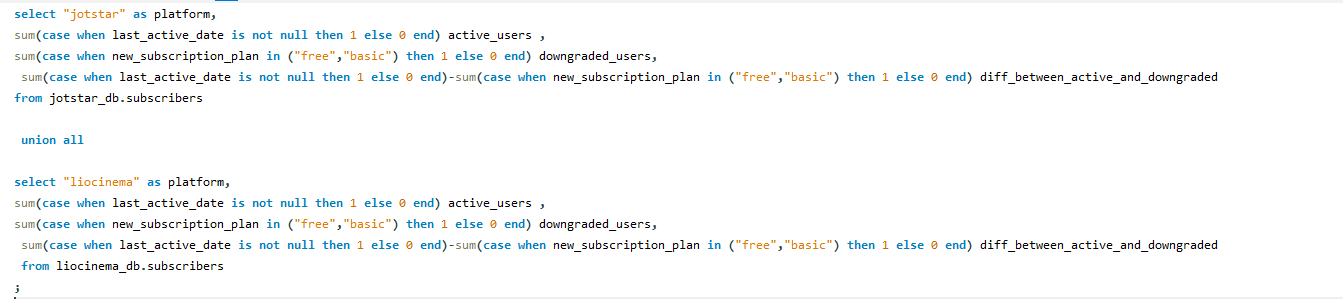 select "jotstar" as platform,
sum(case when last_active_date is not null then 1 else 0 end) active_users ,
sum(case when new_subscription_plan in ("free","basic") then 1 else 0 end) downgraded_users,
sum(case when last_active_date is not null then 1 else 0 end)-sum(case when new_subscription_plan in ("free","basic") then 1 else 0 end) diff_between_active_and_downgraded
from jotstar_db.subscribers
union all
select "liocinema" as platform,
sum(case when last_active_date is not null then 1 else 0 end) active_users ,
sum(case when new_subscription_plan in ("free","basic") then 1 else 0 end) downgraded_users,
sum(case when last_active_date is not null then 1 else 0 end)-sum(case when new_subscription_plan in ("free","basic") then 1 else 0 end) diff_between_active_and_downgraded
from liocinema_db.subscribers
;